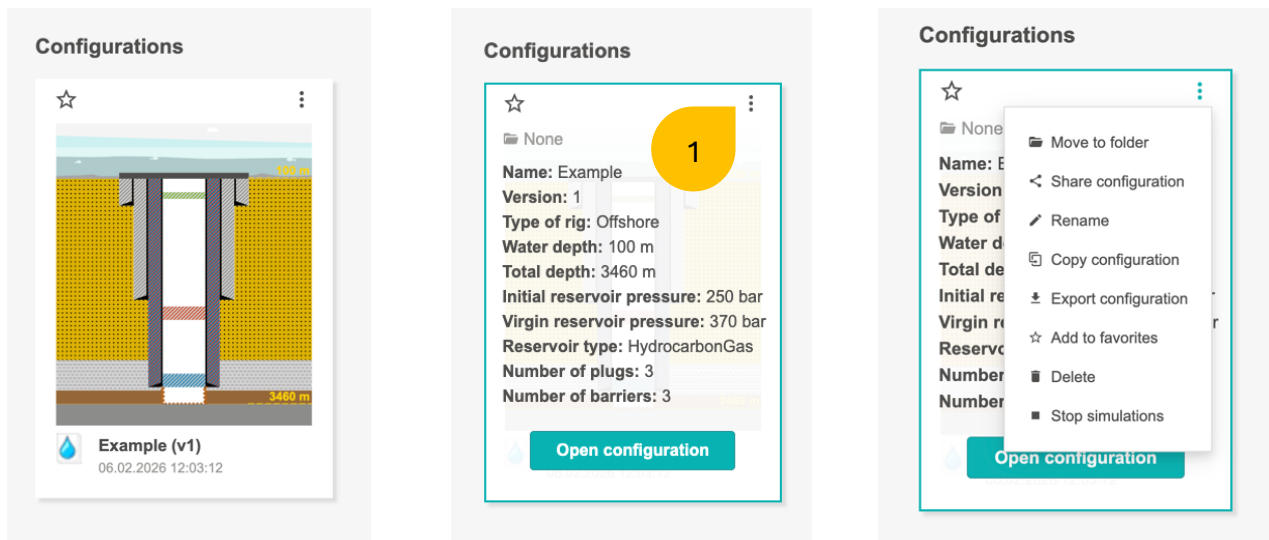 Configurations
100 m
3460 m
Example (v1)
06.02.2026 12:03:12
Configurations
1
None
Name: Example
Version: 1
Type of rig: Offshore
Water depth: 100 m
Total depth: 3460 m
Initial reservoir pressure: 250 bar
Virgin reservoir pressure: 370 bar
Reservoir type: HydrocarbonGas
Number of plugs: 3
Number of barriers: 3
Open configuration
Configurations
None
Name: E
Version
Type of
Water d
Total de
Initial re
Virgin re
Reservo
Number
Number
Move to folder
Share configuration
Rename
Copy configuration
Export configuration
Add to favorites
Delete
Stop simulations
Open configuration